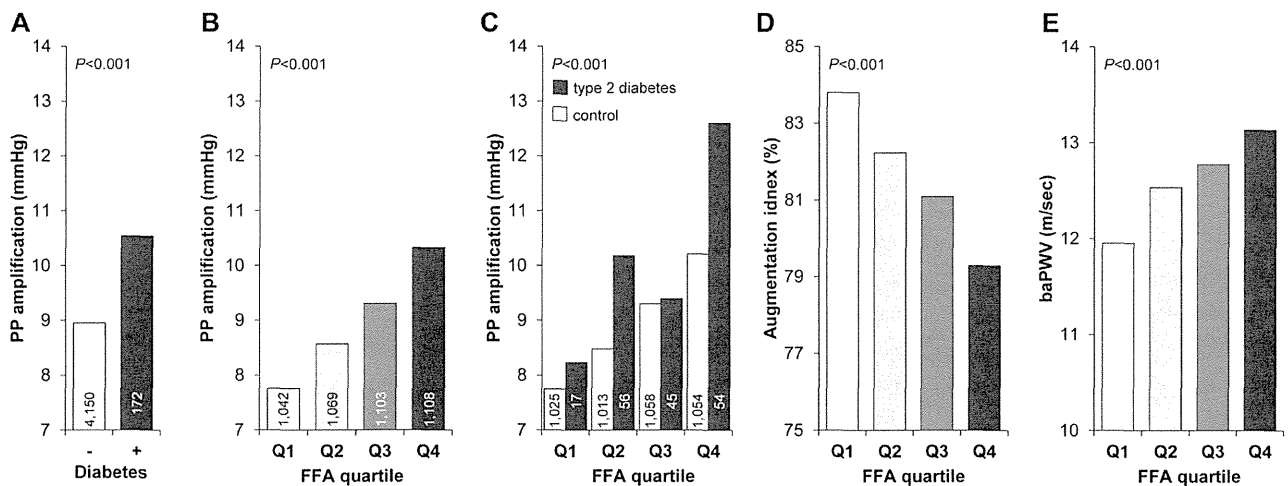 A
PP amplification (mmHg)
14
13
12
11
10
9
8
7
P<0.001
4,150
172
- +
Diabetes
B
PP amplification (mmHg)
14
13
12
11
10
9
8
7
P<0.001
1,042
1,069
1,103
1,108
Q1 Q2 Q3 Q4
FFA quartile
C
PP amplification (mmHg)
14
13
12
11
10
9
8
7
P<0.001
type 2 diabetes
control
1,025
17
1,013
56
1,058
45
1,054
54
Q1 Q2 Q3 Q4
FFA quartile
D
Augmentation idnex (%)
85
83
81
79
77
75
P<0.001
Q1 Q2 Q3 Q4
FFA quartile
E
baPWV (m/sec)
14
13
12
11
10
P<0.001
Q1 Q2 Q3 Q4
FFA quartile